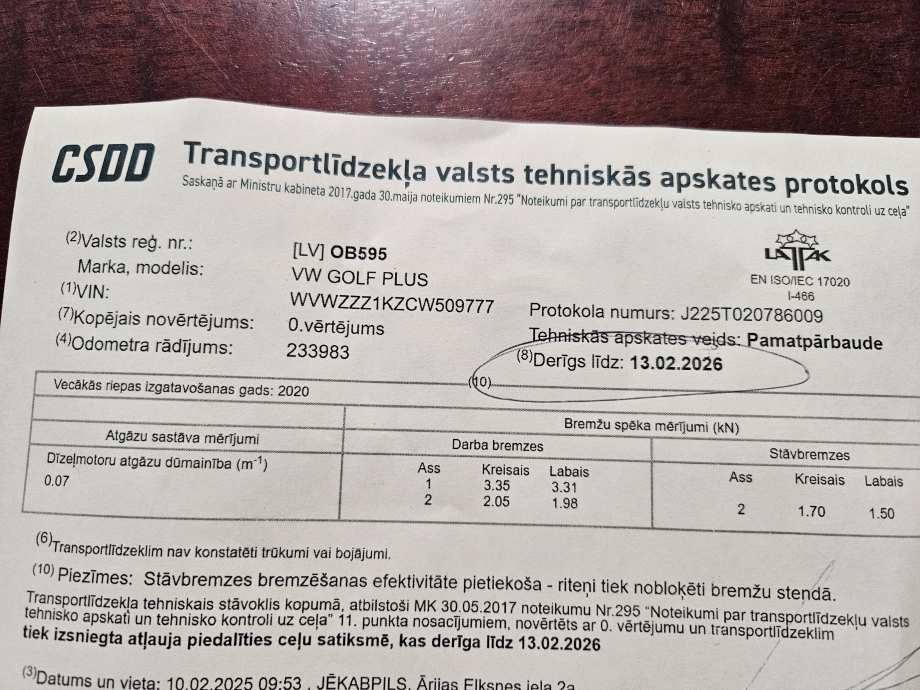 CSDD
Transportlīdzekļa valsts tehniskās apskates protokols
Saskaņā ar Ministru kabineta 2017.gada 30.maija noteikumiem Nr.295 "Noteikumi par transportlīdzekļu valsts tehnisko apskati un tehnisko kontroli uz ceļa"
(2)Valsts reģ. nr.: [LV] OB595
Marka, modelis: VW GOLF PLUS
(1)VIN: WVWZZZ1KZCW509777
(7)Kopējais novērtējums: 0.vērtējums
(4)Odometra rādījums: 233983
LATAK
EN ISO/IEC 17020
I-466
Protokola numurs: J225T020786009
Tehniskās apskates veids: Pamatpārbaude
(8)Derīgs līdz: 13.02.2026
(10)
Vecākās riepas izgatavošanas gads: 2020
Bremžu spēka mērījumi (kN)
Atgāzu sastāva mērījumi Darba bremzes Stāvbremzes
Dīzeļmotoru atgāzu dūmainība (m-1)
0.07
Ass Kreisais Labais
1 3.35 3.31
2 2.05 1.98
Ass Kreisais Labais
2 1.70 1.50
(6)Transportlīdzeklim nav konstatēti trūkumi vai bojājumi.
(10) Piezīmes: Stāvbremzes bremzēšanas efektivitāte pietiekoša - riteņi tiek nobloķēti bremžu stendā.
Transportlīdzekļa tehniskais stāvoklis kopumā, atbilstoši MK 30.05.2017 noteikumu Nr.295 "Noteikumi par transportlīdzekļu valsts
tehnisko apskati un tehnisko kontroli uz ceļa" 11. punkta nosacījumiem, novērtēts ar 0. vērtējumu un transportlīdzeklim
tiek izsniegta atļauja piedalīties ceļu satiksmē, kas derīga līdz 13.02.2026
(3)Datums un vieta: 10.02.2025 09:53 , JĒKABPILS, Ārijas Elksnes iela 2a